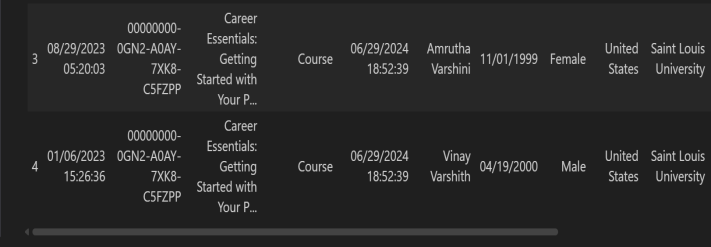 3 08/29/2023 05:20:03 00000000-0GN2-A0AY-7XK8-C5FZPP Career Essentials: Getting Started with Your P... Course 06/29/2024 18:52:39 Amrutha Varshini 11/01/1999 Female United States Saint Louis University
4 01/06/2023 15:26:36 00000000-0GN2-A0AY-7XK8-C5FZPP Career Essentials: Getting Started with Your P... Course 06/29/2024 18:52:39 Vinay Varshith 04/19/2000 Male United States Saint Louis University